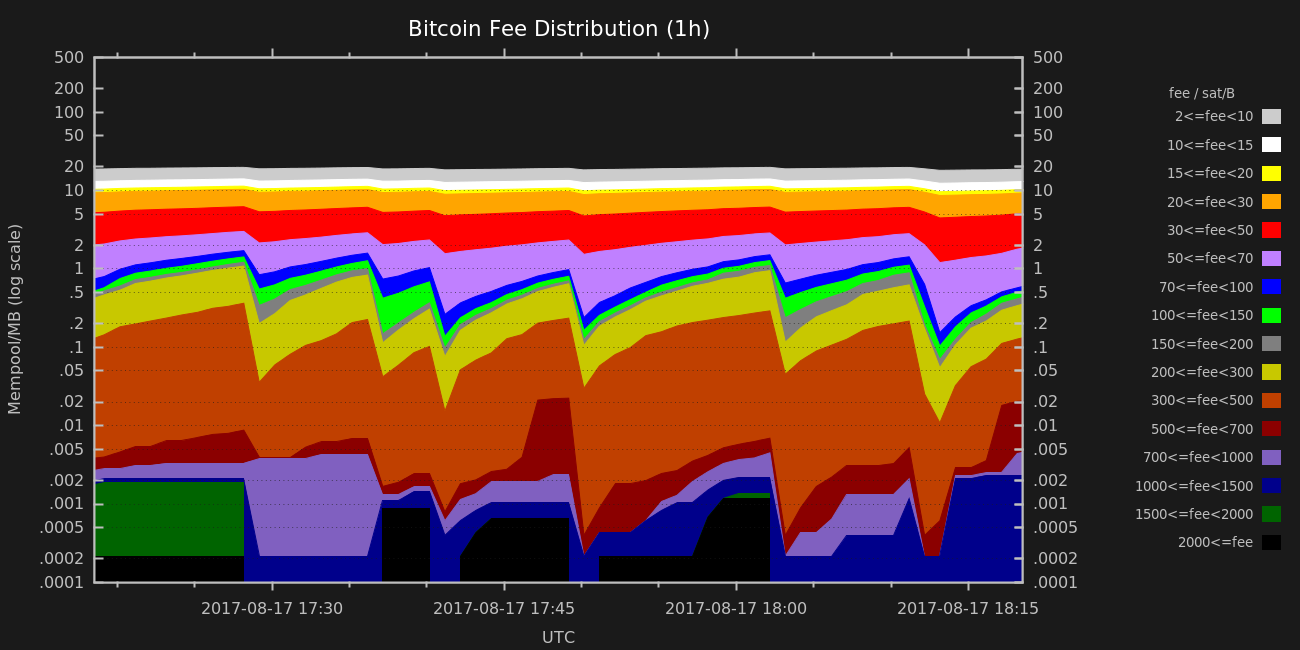 Bitcoin Fee Distribution (1h)
Mempool/MB (log scale)
500
200
100
50
20
10
5
2
1
.5
.2
.1
.05
.02
.01
.005
.002
.001
.0005
.0002
.0001
500
200
100
50
20
10
5
2
1
.5
.2
.1
.05
.02
.01
.005
.002
.001
.0005
.0002
.0001
2017-08-17 17:30 2017-08-17 17:45 2017-08-17 18:00 2017-08-17 18:15
UTC
fee / sat/B
2<=fee<10
10<=fee<15
15<=fee<20
20<=fee<30
30<=fee<50
50<=fee<70
70<=fee<100
100<=fee<150
150<=fee<200
200<=fee<300
300<=fee<500
500<=fee<700
700<=fee<1000
1000<=fee<1500
1500<=fee<2000
2000<=fee